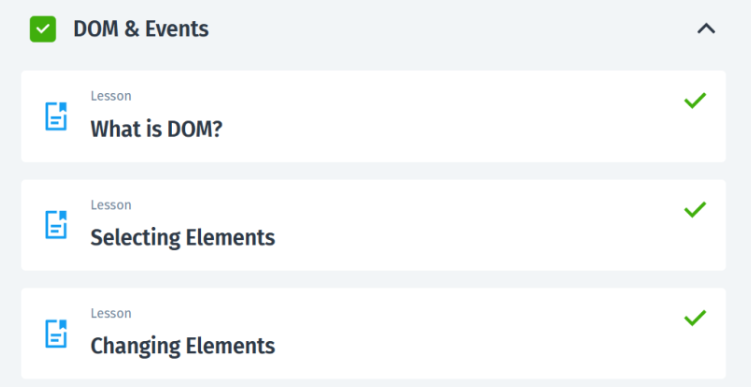 DOM & Events
Lesson
What is DOM?
Lesson
Selecting Elements
Lesson
Changing Elements